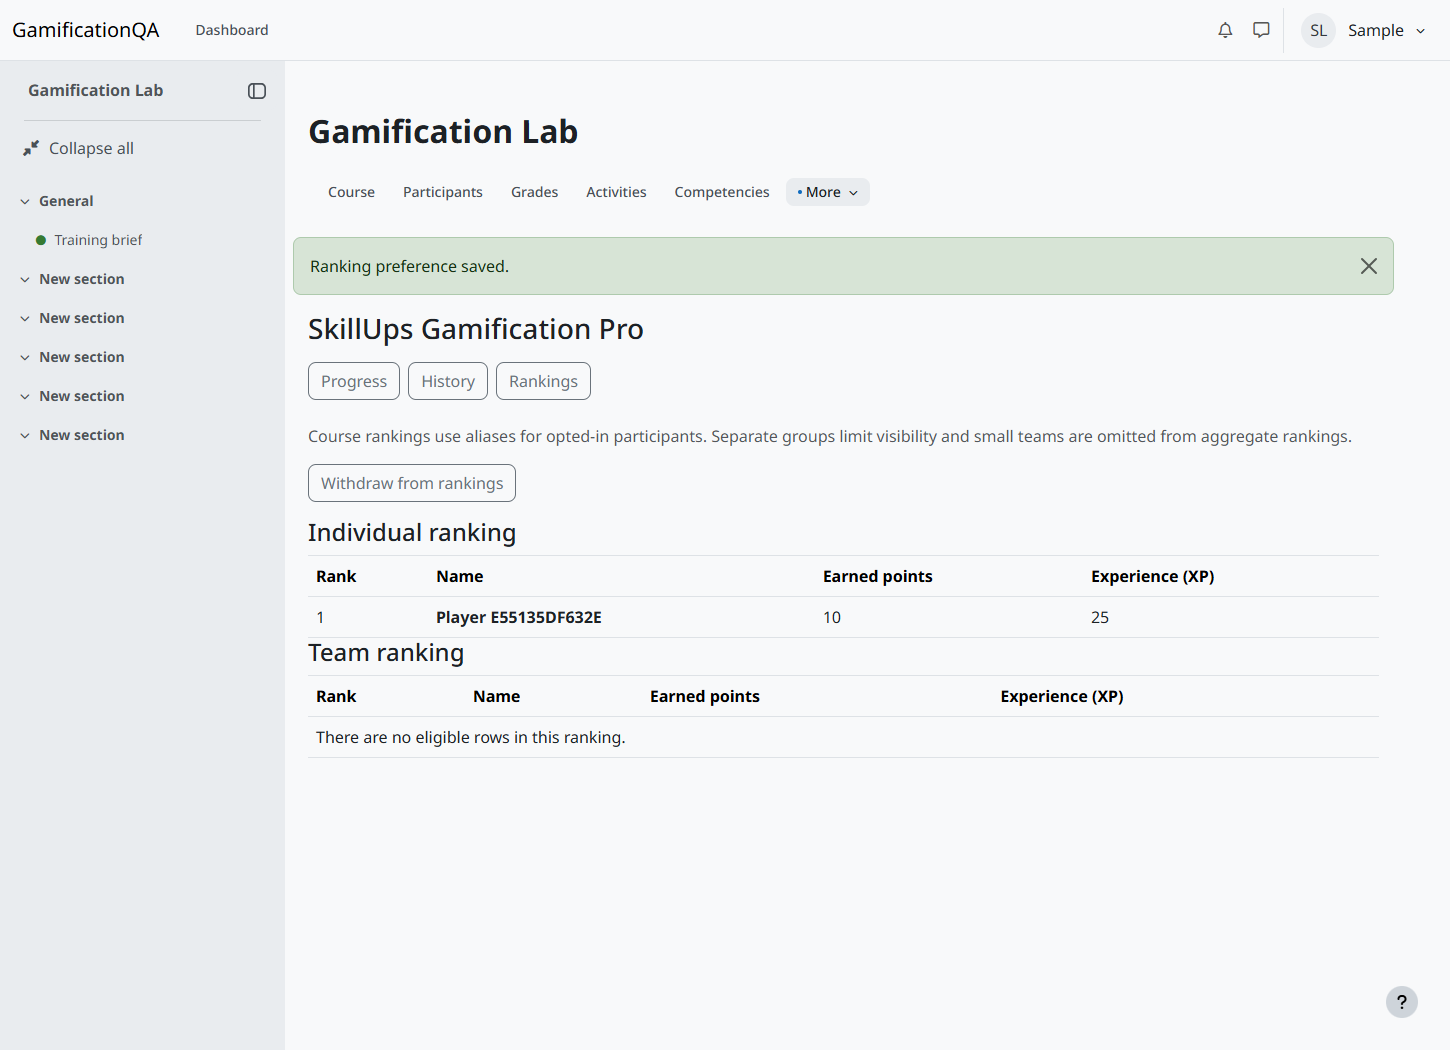 GamificationQA
Dashboard
SL
Sample
Gamification Lab
Collapse all
General
Training brief
New section
New section
New section
New section
New section
Gamification Lab
Course
Participants
Grades
Activities
Competencies
More
Ranking preference saved.
SkillUps Gamification Pro
Progress
History
Rankings
Course rankings use aliases for opted-in participants. Separate groups limit visibility and small teams are omitted from aggregate rankings.
Withdraw from rankings
Individual ranking
Rank Name Earned points Experience (XP)
1 Player E55135DF632E 10 25
Team ranking
Rank Name Earned points Experience (XP)
There are no eligible rows in this ranking.
?